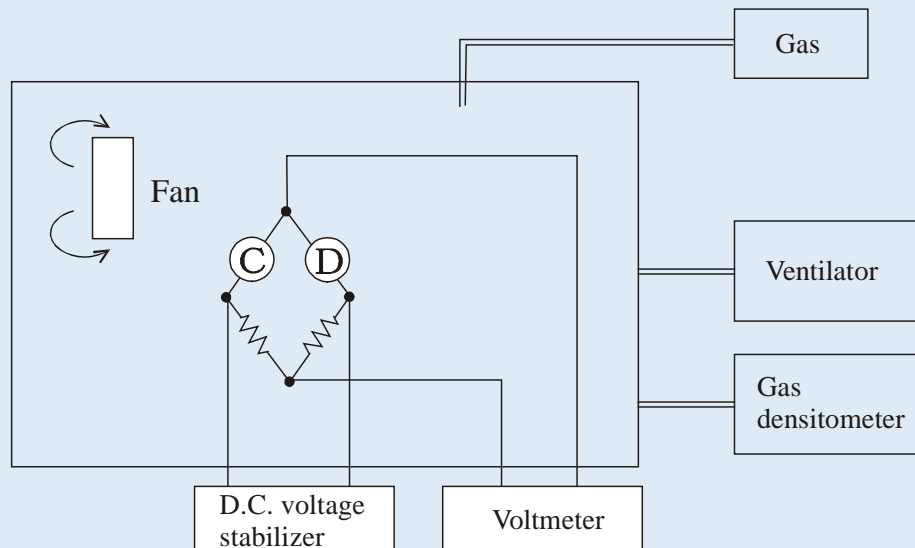 Gas
Fan
C
D
Ventilator
Gas
densitometer
D.C. voltage
stabilizer
Voltmeter